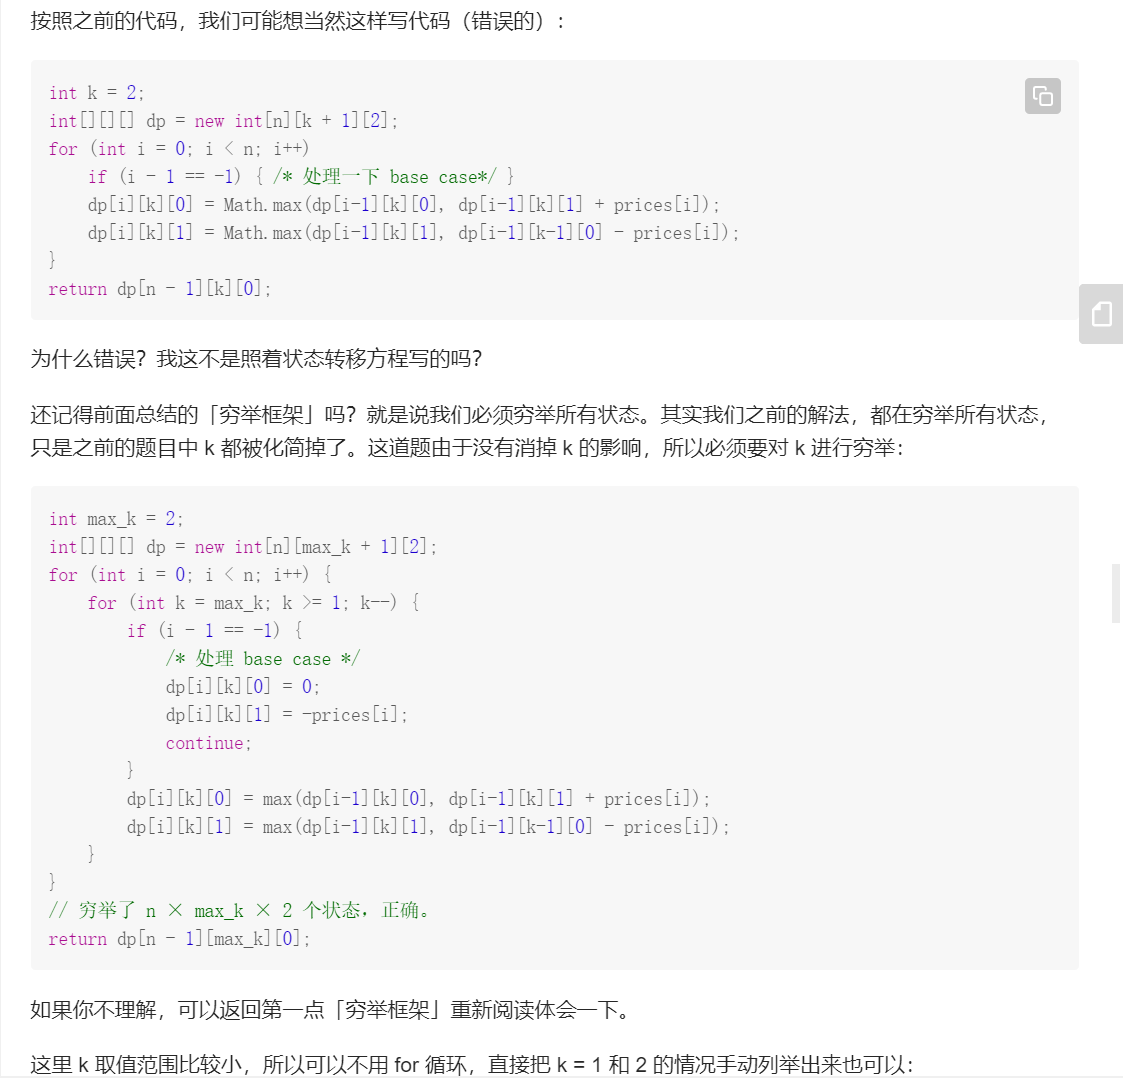 按照之前的代码，我们可能想当然这样写代码（错误的）：
int k = 2;
int[][][] dp = new int[n][k + 1][2];
for (int i = 0; i < n; i++)
    if (i - 1 == -1) { /* 处理一下 base case*/ }
    dp[i][k][0] = Math.max(dp[i-1][k][0], dp[i-1][k][1] + prices[i]);
    dp[i][k][1] = Math.max(dp[i-1][k][1], dp[i-1][k-1][0] - prices[i]);
}
return dp[n - 1][k][0];
为什么错误？我这不是照着状态转移方程写的吗？
还记得前面总结的「穷举框架」吗？就是说我们必须穷举所有状态。其实我们之前的解法，都在穷举所有状态，
只是之前的题目中 k 都被化简掉了。这道题由于没有消掉 k 的影响，所以必须要对 k 进行穷举：
int max_k = 2;
int[][][] dp = new int[n][max_k + 1][2];
for (int i = 0; i < n; i++) {
    for (int k = max_k; k >= 1; k--) {
        if (i - 1 == -1) {
            /* 处理 base case */
            dp[i][k][0] = 0;
            dp[i][k][1] = -prices[i];
            continue;
        }
        dp[i][k][0] = max(dp[i-1][k][0], dp[i-1][k][1] + prices[i]);
        dp[i][k][1] = max(dp[i-1][k][1], dp[i-1][k-1][0] - prices[i]);
    }
}
// 穷举了 n × max_k × 2 个状态，正确。
return dp[n - 1][max_k][0];
如果你不理解，可以返回第一点「穷举框架」重新阅读体会一下。
这里 k 取值范围比较小，所以可以不用 for 循环，直接把 k = 1 和 2 的情况手动列举出来也可以：